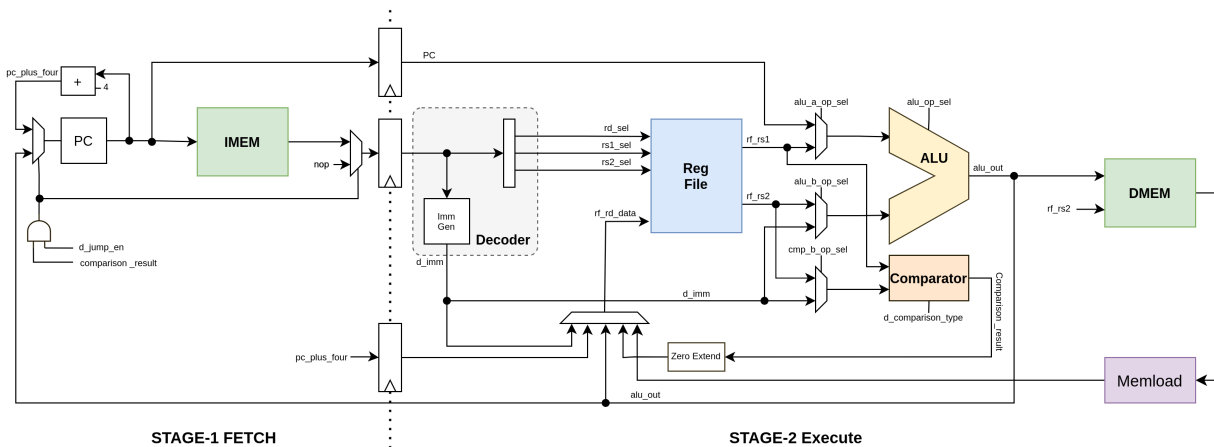 PC
pc_plus_four
+
4
alu_a_op_sel
alu_op_sel
rd_sel
PC
IMEM
rs1_sel
rf_rs1
ALU
nop
rs2_sel
Reg
File
alu_out
alu_b_op_sel
DMEM
rf_rs2
rf_rs2
Imm
Gen
rf_rd_data
Decoder
d_jump_en
comparison _result
d_imm
cmp_b_op_sel
Comparator
d_imm
d_comparison_type
Comparison _result
pc_plus_four
Zero Extend
Memload
alu_out
STAGE-1 FETCH
STAGE-2 Execute